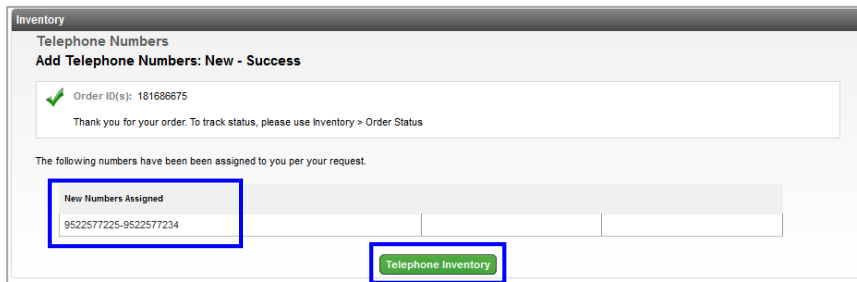 Inventory
Telephone Numbers
Add Telephone Numbers: New - Success
Order ID(s): 181686675
Thank you for your order. To track status, please use Inventory > Order Status
The following numbers have been been assigned to you per your request.
New Numbers Assigned
9522577225-9522577234
Telephone Inventory